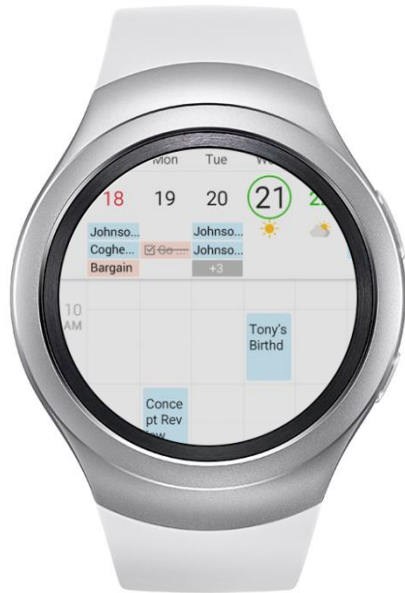 Mon Tue
18 19 20 21
Johnso... Johnso...
Coghe... Go ... Johnso...
Bargain +3
10
AM
Tony's
Birthd
Conce
pt Rev